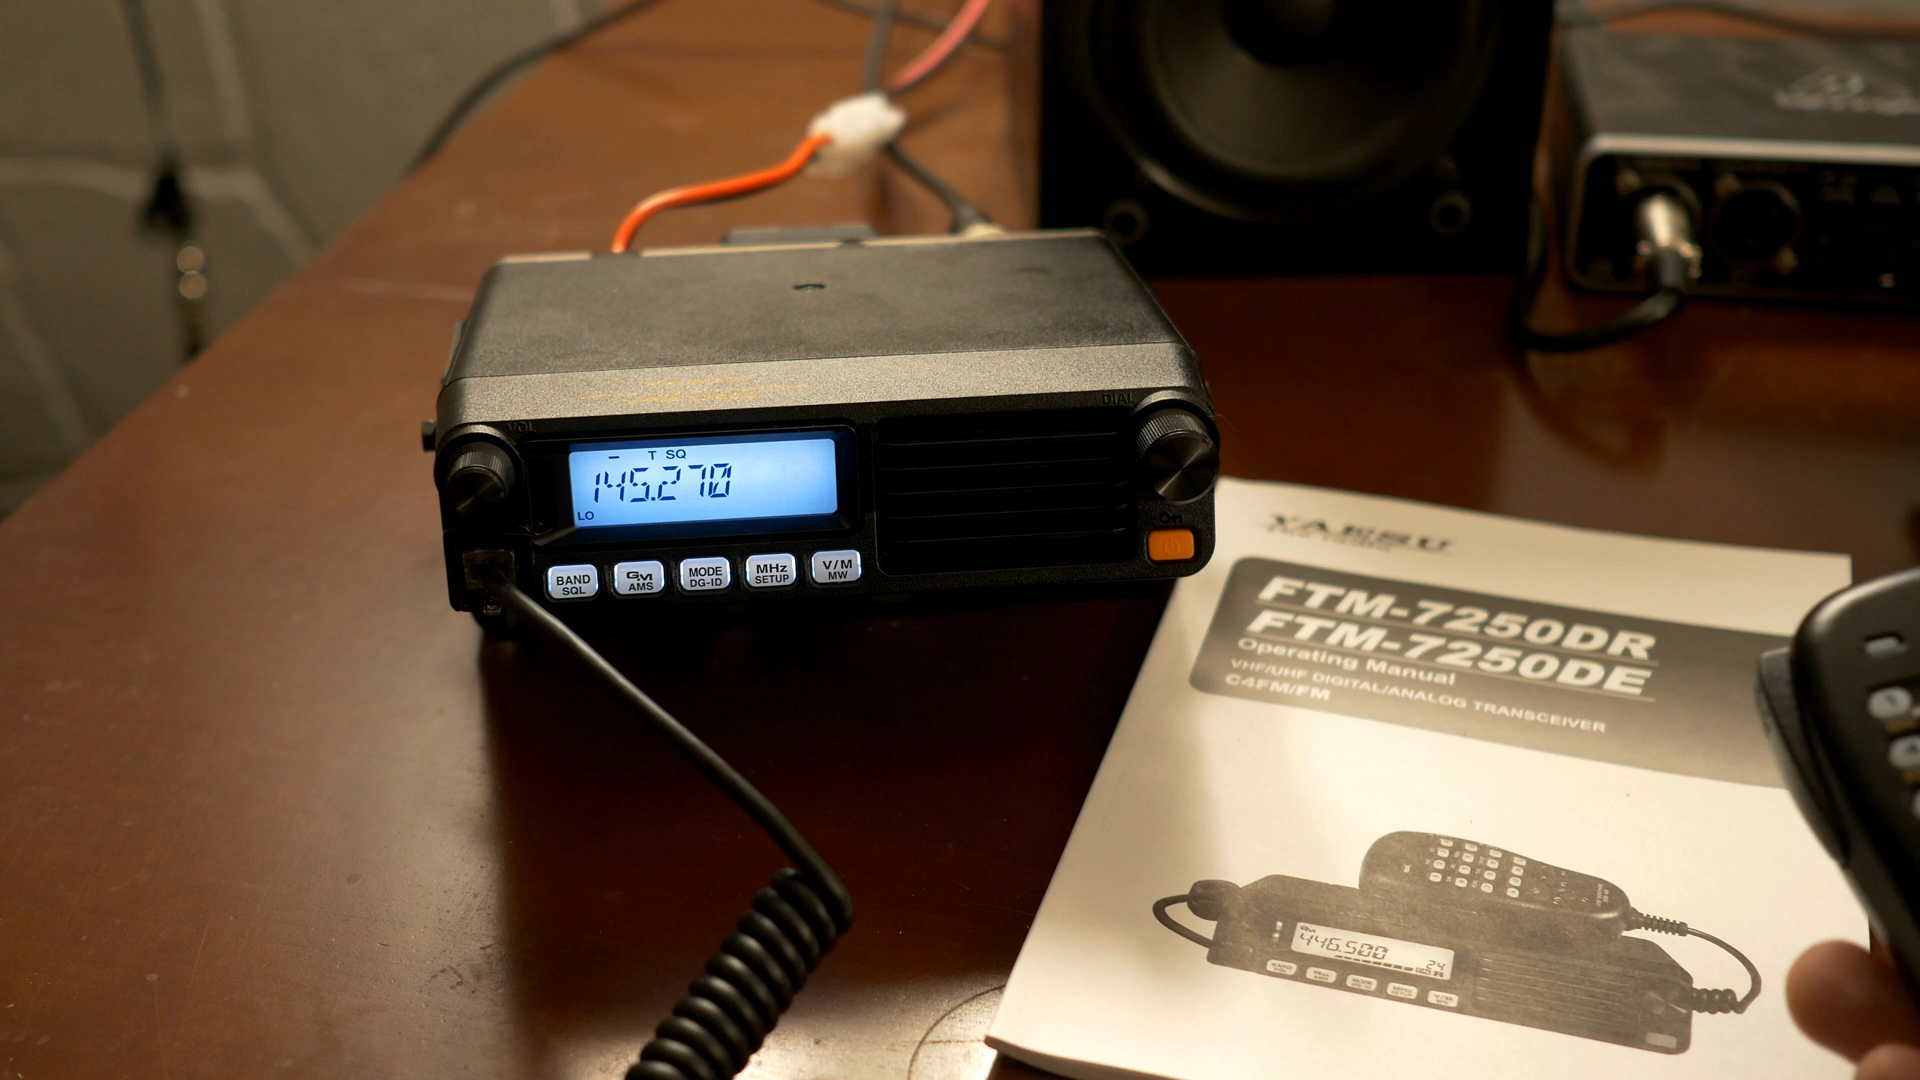 VOL
DIAL
- T SQ
145.270
LO
BAND
SQL
GM
AMS
MODE
DG-ID
MHz
SETUP
V/M
MW
YAESU
FTM-7250DR
FTM-7250DE
Operating Manual
VHF/UHF DIGITAL/ANALOG TRANSCEIVER
C4FM/FM
446.500
24